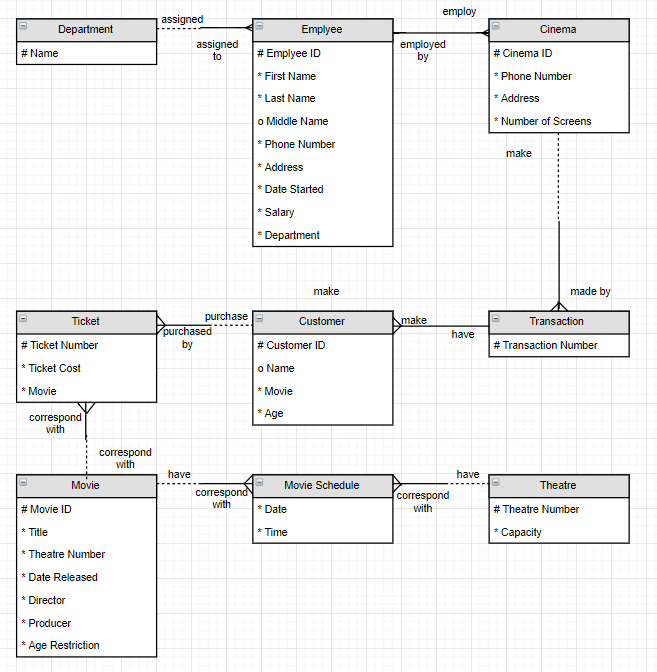 Department
# Name
assigned
assigned
to
Emplyee
# Emplyee ID
* First Name
* Last Name
o Middle Name
* Phone Number
* Address
* Date Started
* Salary
* Department
employ
employed
by
Cinema
# Cinema ID
* Phone Number
* Address
* Number of Screens
make
made by
Ticket
# Ticket Number
* Ticket Cost
* Movie
purchase
purchased
by
make
Customer
# Customer ID
o Name
* Movie
* Age
make
have
Transaction
# Transaction Number
correspond
with
correspond
with
Movie
# Movie ID
* Title
* Theatre Number
* Date Released
* Director
* Producer
* Age Restriction
have
correspond
with
Movie Schedule
* Date
* Time
have
correspond
with
Theatre
# Theatre Number
* Capacity